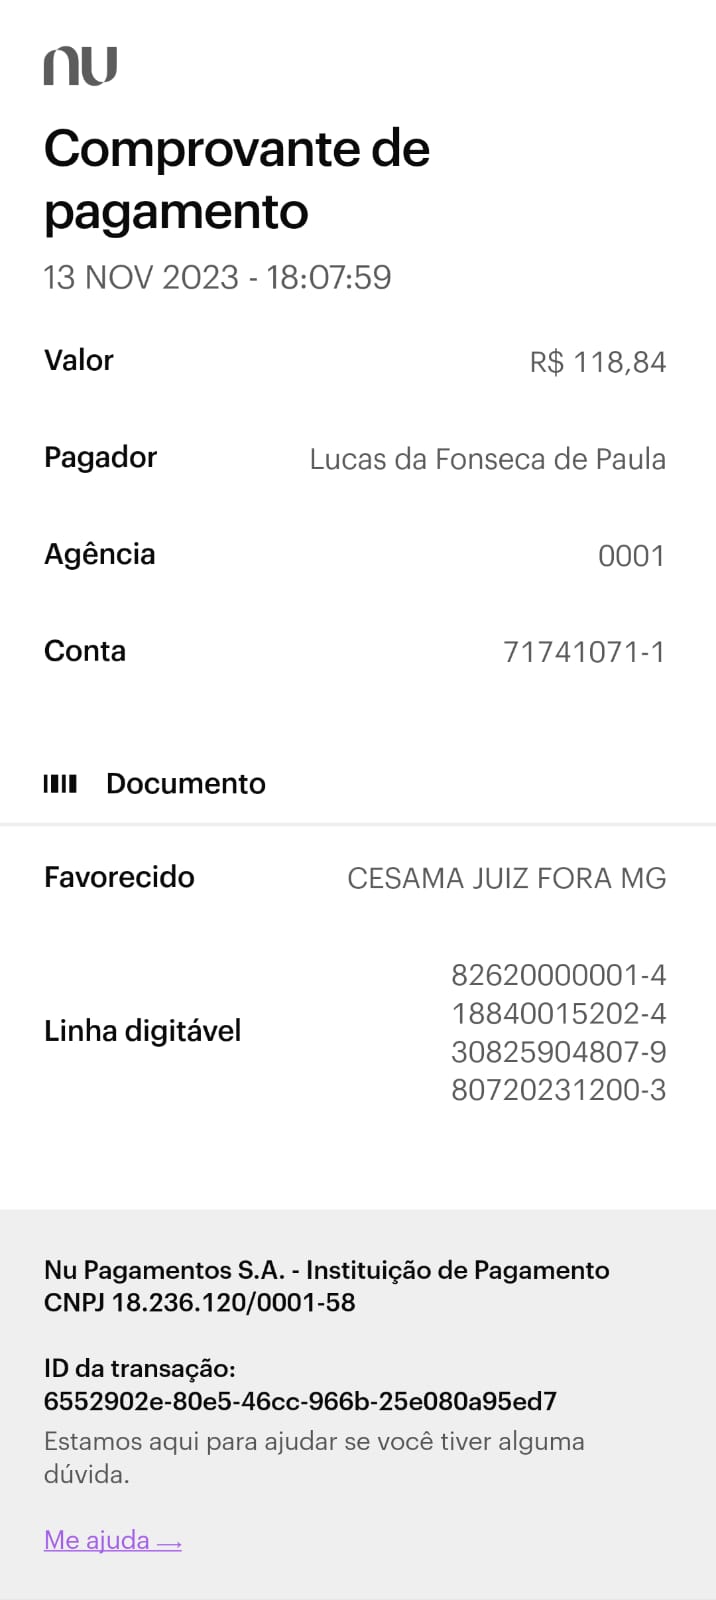 nu
Comprovante de
pagamento
13 NOV 2023 - 18:07:59
Valor R$ 118,84
Pagador Lucas da Fonseca de Paula
Agência 0001
Conta 71741071-1
Documento
Favorecido CESAMA JUIZ FORA MG
Linha digitável
82620000001-4
18840015202-4
30825904807-9
80720231200-3
Nu Pagamentos S.A. - Instituição de Pagamento
CNPJ 18.236.120/0001-58
ID da transação:
6552902e-80e5-46cc-966b-25e080a95ed7
Estamos aqui para ajudar se você tiver alguma
dúvida.
Me ajuda →